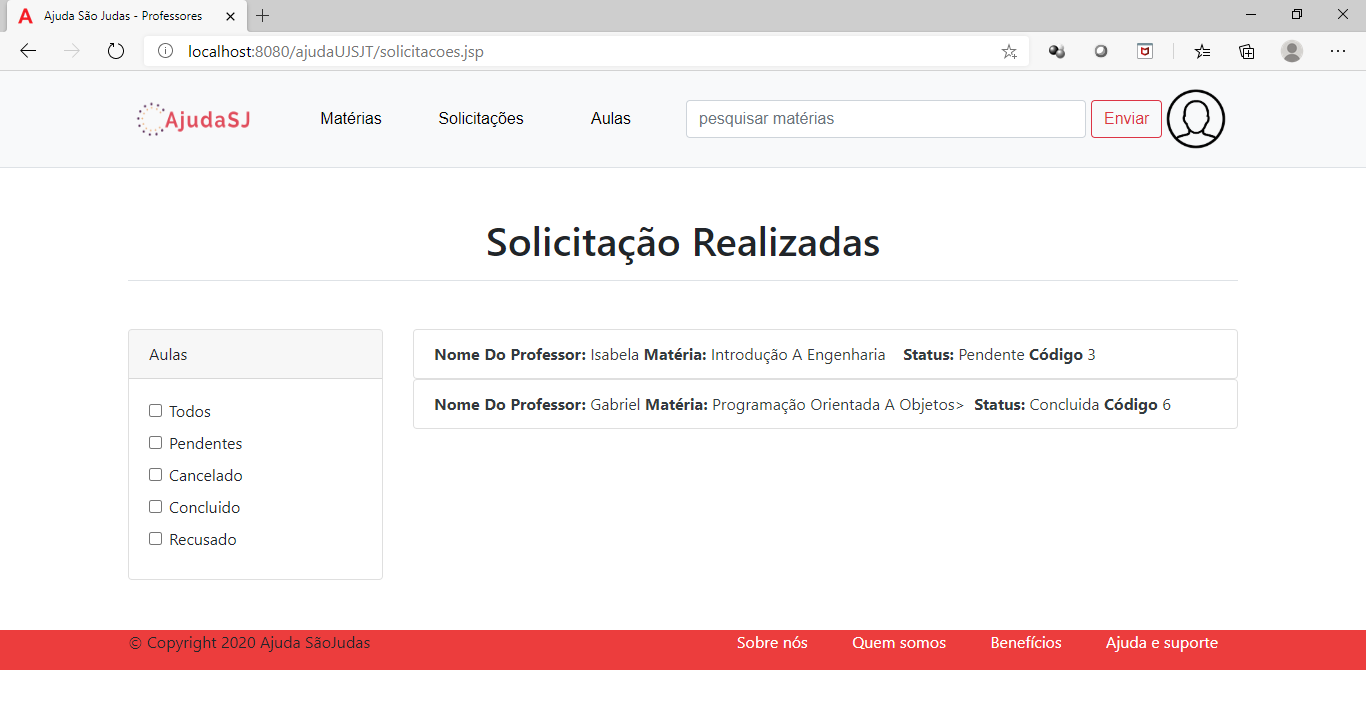 Ajuda São Judas - Professores
localhost:8080/ajudaUJSJT/solicitacoes.jsp
AjudaSJ Matérias Solicitações Aulas pesquisar matérias Enviar
Solicitação Realizadas
Aulas
Todos
Pendentes
Cancelado
Concluido
Recusado
Nome Do Professor: Isabela Matéria: Introdução A Engenharia Status: Pendente Código 3
Nome Do Professor: Gabriel Matéria: Programação Orientada A Objetos> Status: Concluida Código 6
© Copyright 2020 Ajuda SãoJudas Sobre nós Quem somos Benefícios Ajuda e suporte